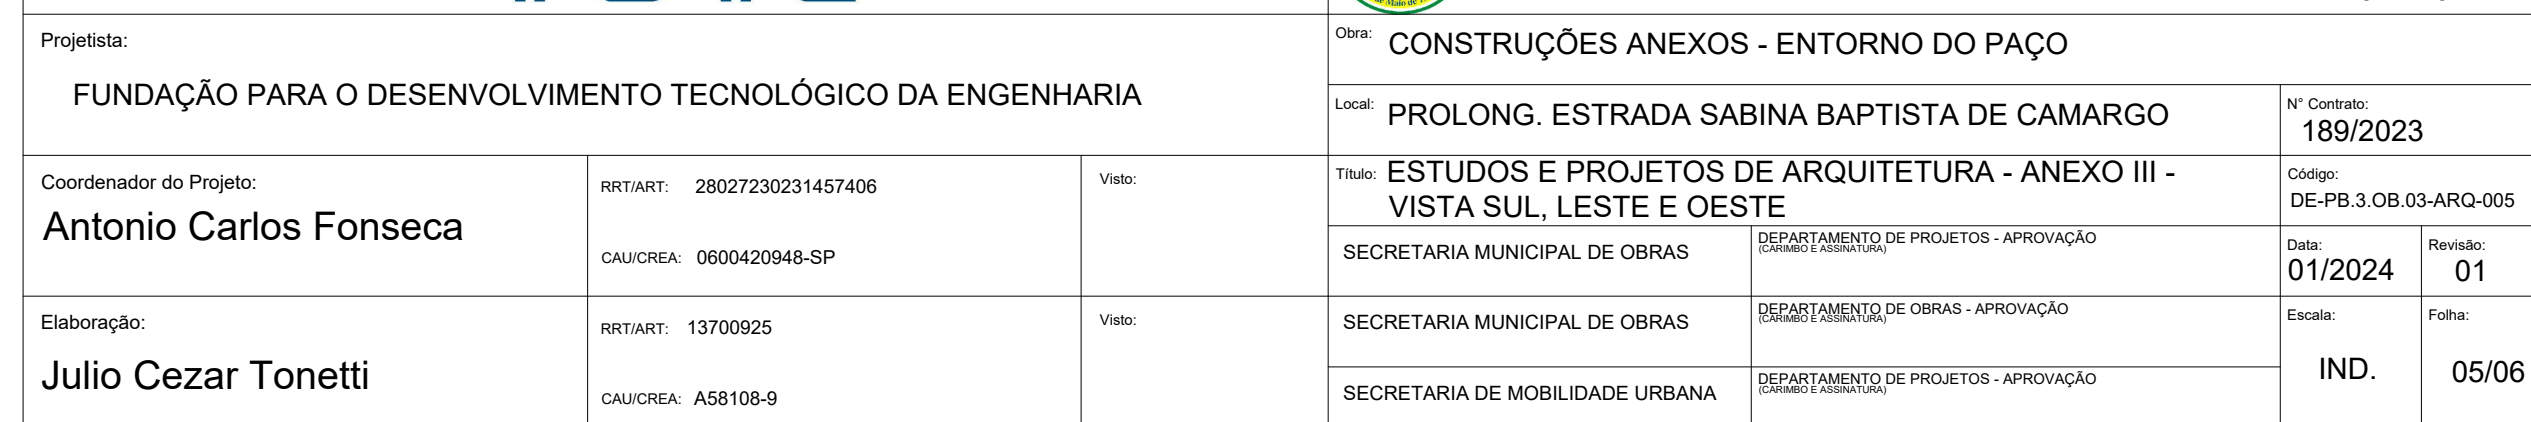 Projetista:
FUNDAÇÃO PARA O DESENVOLVIMENTO TECNOLÓGICO DA ENGENHARIA
Coordenador do Projeto:
Antonio Carlos Fonseca
RRT/ART: 28027230231457406
CAU/CREA: 0600420948-SP
Visto:
Elaboração:
Julio Cezar Tonetti
RRT/ART: 13700925
CAU/CREA: A58108-9
Visto:
de Maio de
Obra: CONSTRUÇÕES ANEXOS - ENTORNO DO PAÇO
Local: PROLONG. ESTRADA SABINA BAPTISTA DE CAMARGO
N° Contrato:
189/2023
Título: ESTUDOS E PROJETOS DE ARQUITETURA - ANEXO III -
VISTA SUL, LESTE E OESTE
Código:
DE-PB.3.OB.03-ARQ-005
SECRETARIA MUNICIPAL DE OBRAS
DEPARTAMENTO DE PROJETOS - APROVAÇÃO
(CARIMBO E ASSINATURA)
Data:
01/2024
Revisão:
01
SECRETARIA MUNICIPAL DE OBRAS
DEPARTAMENTO DE OBRAS - APROVAÇÃO
(CARIMBO E ASSINATURA)
Escala:
IND.
Folha:
05/06
SECRETARIA DE MOBILIDADE URBANA
DEPARTAMENTO DE PROJETOS - APROVAÇÃO
(CARIMBO E ASSINATURA)